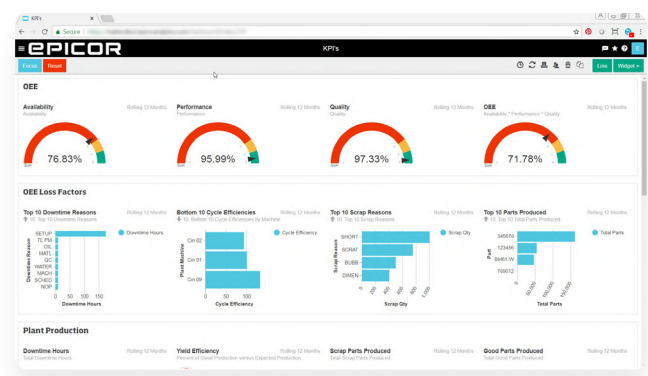 KPI's
Secure
EPICOR
KPI's
Focus Reset Live Widget
OEE
Availability Rolling 12 Months
Availability
76.83%
Performance Rolling 12 Months
Performance
95.99%
Quality Rolling 12 Months
Quality
97.33%
OEE Rolling 12 Months
Availability * Performance * Quality
71.78%
OEE Loss Factors
Top 10 Downtime Reasons Rolling 12 Months
10 Top 10 Downtime Reasons
Downtime Reason
SETUP
TL PM
OIL
MATL
QC
WATER
MACH
SCHED
NOP
0 50 100 150
Downtime Hours
Downtime Hours
Bottom 10 Cycle Efficiencies Rolling 12 Months
10 Bottom 10 Cycle Efficiencies by Machine
Plant Machine
Cin 02
Cin 01
Cin 09
0 50 100
Cycle Efficiency
Cycle Efficiency
Top 10 Scrap Reasons Rolling 12 Months
10 Top 10 Scrap Reasons
Scrap Reason
SHORT
SCRAT
BUBB
DIMEN
0 200 400 600 800 1,000
Scrap Qty
Scrap Qty
Top 10 Parts Produced Rolling 12 Months
10 Top 10 Total Parts Produced
Part
345678
123456
BM81-W
768012
0 50,000 100,000 150,000
Total Parts
Total Parts
Plant Production
Downtime Hours Rolling 12 Months
Total Downtime Hours
Yield Efficiency Rolling 12 Months
Percent of Good Production versus Expected Production
Scrap Parts Produced Rolling 12 Months
Total Scrap Parts Produced
Good Parts Produced Rolling 12 Months
Total Good Parts Produced